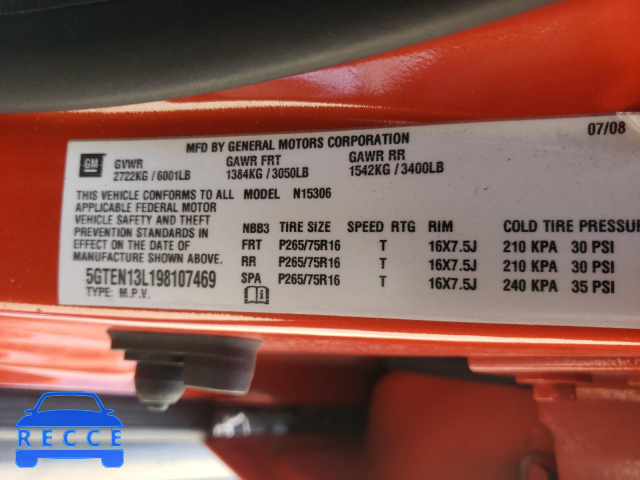 07/08
MFD BY GENERAL MOTORS CORPORATION
GM
GVWR GAWR FRT GAWR RR
2722KG / 6001LB 1384KG / 3050LB 1542KG / 3400LB
THIS VEHICLE CONFORMS TO ALL
APPLICABLE FEDERAL MOTOR
VEHICLE SAFETY AND THEFT
PREVENTION STANDARDS IN
EFFECT ON THE DATE OF
MANUFACTURE SHOWN ABOVE.
5GTEN13L198107469
TYPE: M.P.V.
MODEL N15306
NBB3 TIRE SIZE SPEED RTG RIM COLD TIRE PRESSU
FRT P265/75R16 T 16X7.5J 210 KPA 30 PSI
RR P265/75R16 T 16X7.5J 210 KPA 30 PSI
SPA P265/75R16 T 16X7.5J 240 KPA 35 PSI
RECCE